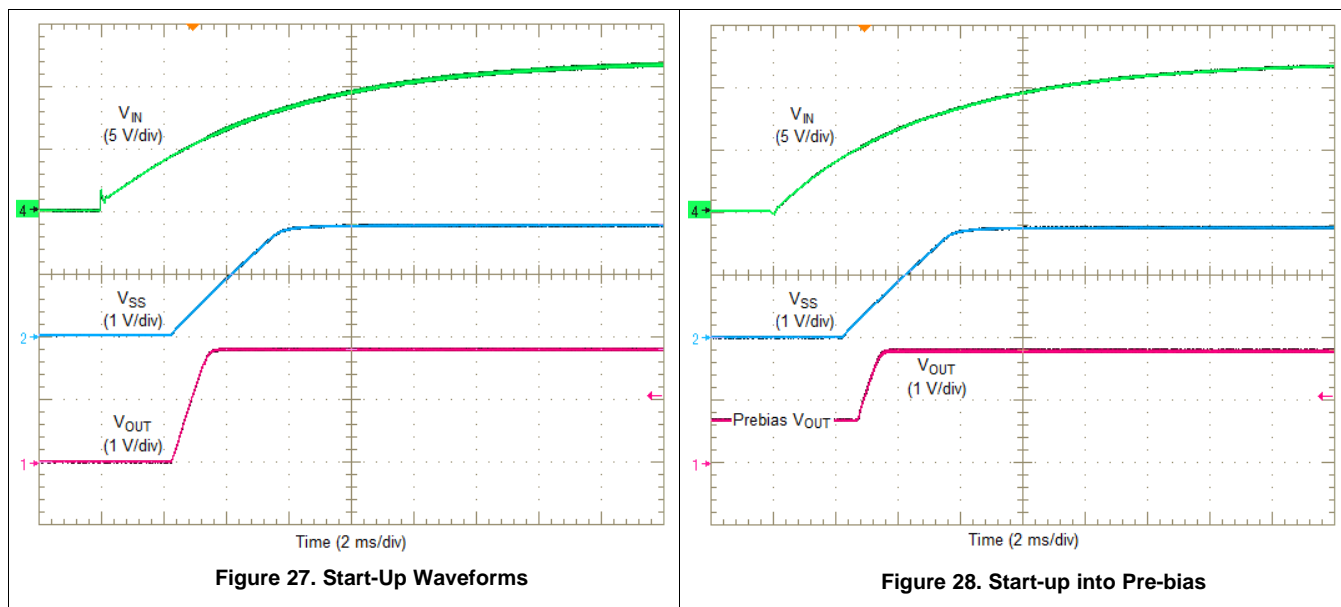 4
VIN
(5 V/div)
VSS
(1 V/div)
2
VOUT
(1 V/div)
1
Time (2 ms/div)
Figure 27. Start-Up Waveforms
4
VIN
(5 V/div)
VSS
(1 V/div)
2
VOUT
(1 V/div)
Prebias VOUT
1
Time (2 ms/div)
Figure 28. Start-up into Pre-bias